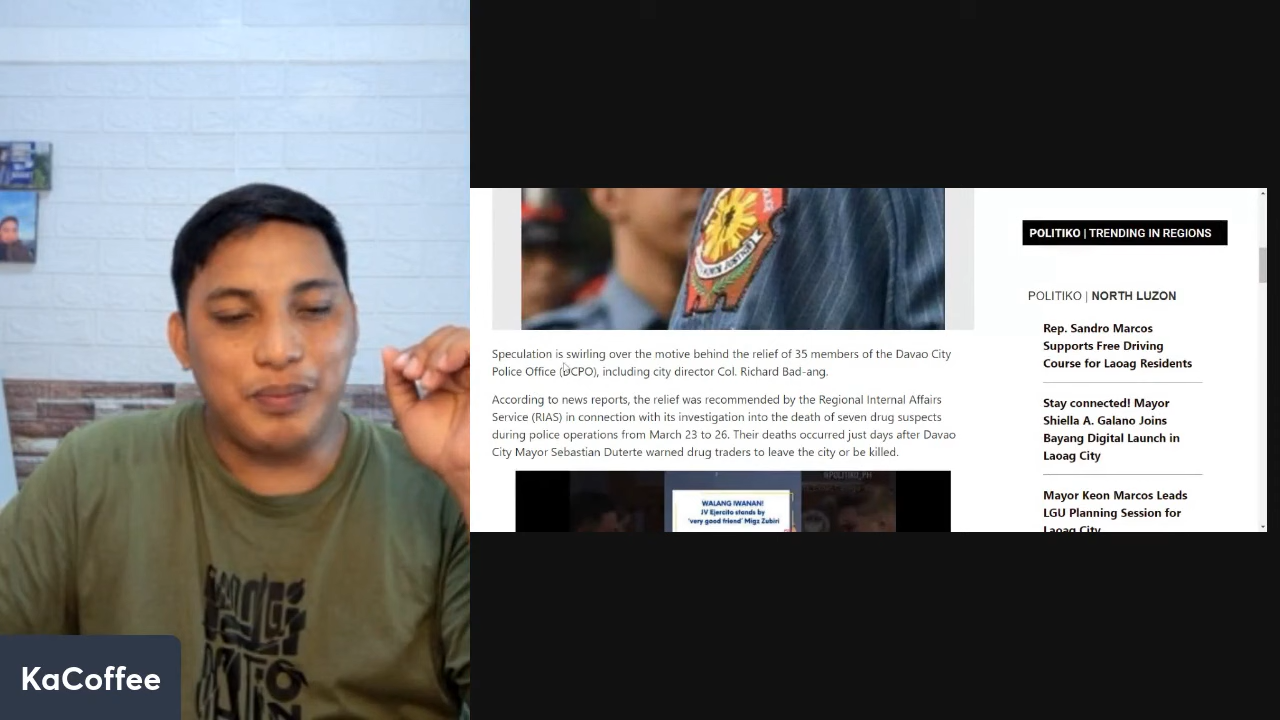 Speculation is swirling over the motive behind the relief of 35 members of the Davao City
Police Office (DCPO), including city director Col. Richard Bad-ang.
According to news reports, the relief was recommended by the Regional Internal Affairs
Service (RIAS) in connection with its investigation into the death of seven drug suspects
during police operations from March 23 to 26. Their deaths occurred just days after Davao
City Mayor Sebastian Duterte warned drug traders to leave the city or be killed.
WALANG IWANAN!
JV Ejercito stands by
'very good friend' Migz Zubiri
POLITIKO | TRENDING IN REGIONS
POLITIKO | NORTH LUZON
Rep. Sandro Marcos
Supports Free Driving
Course for Laoag Residents
Stay connected! Mayor
Shiella A. Galano Joins
Bayang Digital Launch in
Laoag City
Mayor Keon Marcos Leads
LGU Planning Session for
Laoag City
KaCoffee